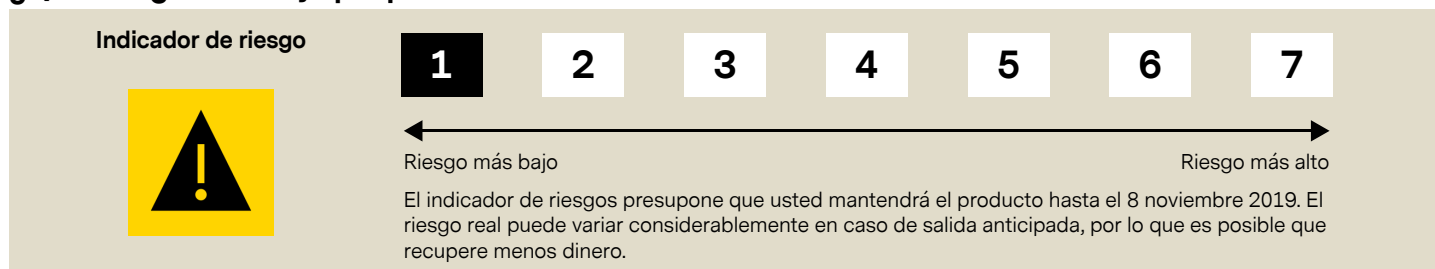 Indicador de riesgo
1 2 3 4 5 6 7
Riesgo más bajo Riesgo más alto
El indicador de riesgos presupone que usted mantendrá el producto hasta el 8 noviembre 2019. El
riesgo real puede variar considerablemente en caso de salida anticipada, por lo que es posible que
recupere menos dinero.